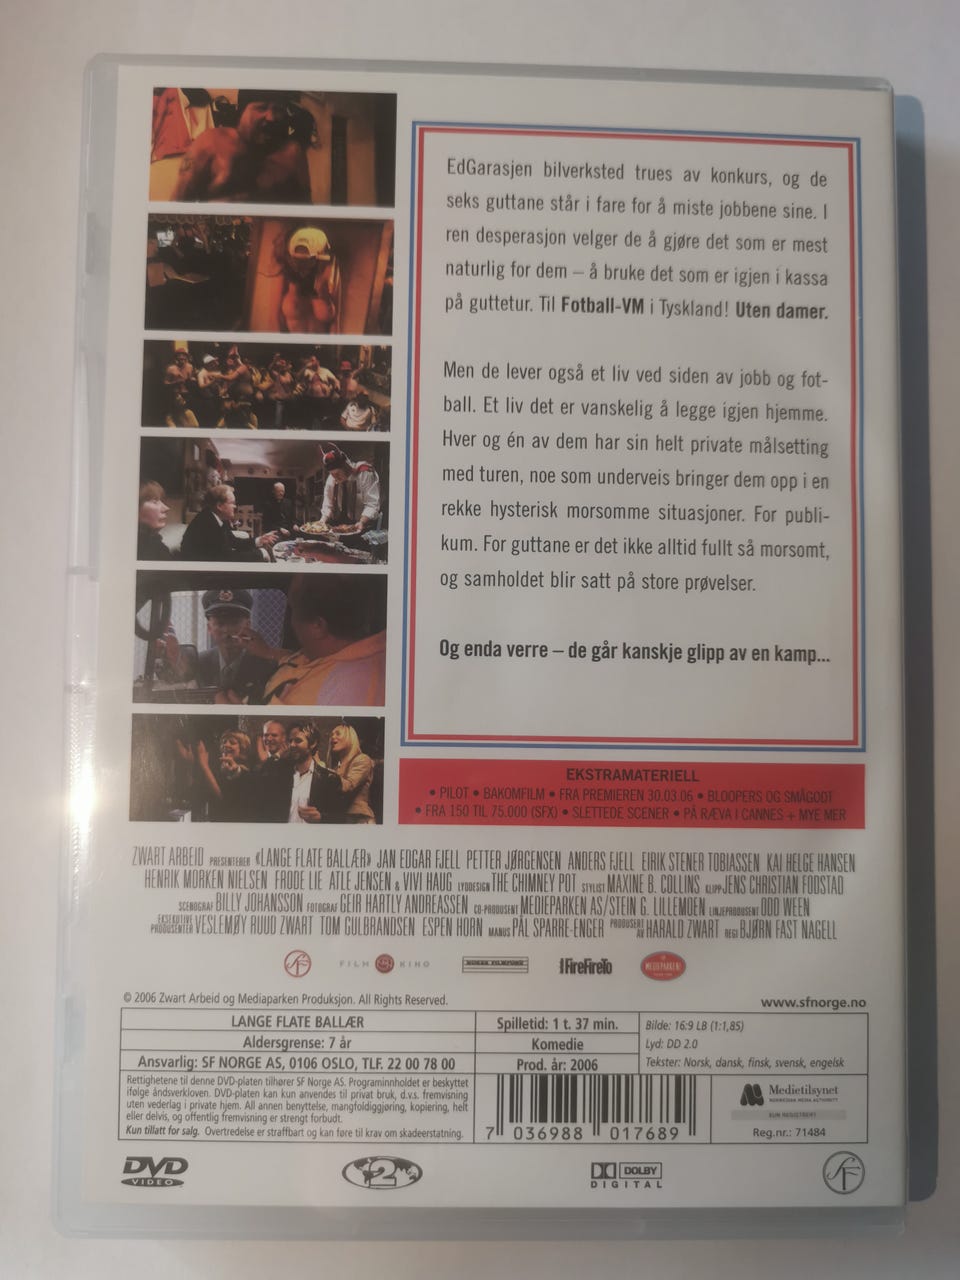 EdGarasjen bilverksted trues av konkurs, og de
seks guttane står i fare for å miste jobbene sine. I
ren desperasjon velger de å gjøre det som er mest
naturlig for dem – å bruke det som er igjen i kassa
på guttetur. Til Fotball-VM i Tyskland! Uten damer.
Men de lever også et liv ved siden av jobb og fot-
ball. Et liv det er vanskelig å legge igjen hjemme.
Hver og én av dem har sin helt private målsetting
med turen, noe som underveis bringer dem opp i en
rekke hysterisk morsomme situasjoner. For publi-
kum. For guttane er det ikke alltid fullt så morsomt,
og samholdet blir satt på store prøvelser.
Og enda verre – de går kanskje glipp av en kamp...
EKSTRAMATERIELL
• PILOT • BAKOMFILM • FRA PREMIEREN 30.03.06 • BLOOPERS OG SMÅGODT
• FRA 150 TIL 75.000 (SFX) • SLETTEDE SCENER • PÅ RÆVA I CANNES + MYE MER
ZWART ARBEID PRESENTERER «LANGE FLATE BALLÆR» JAN EDGAR FJELL PETTER JØRGENSEN ANDERS FJELL EIRIK STENER TOBIASSEN KAI HELGE HANSEN
HENRIK MORKEN NIELSEN FRODE LIE ATLE JENSEN & VIVI HAUG LYDDESIGN THE CHIMNEY POT STYLIST MAXINE B. COLLINS KLIPP JENS CHRISTIAN FODSTAD
SCENOGRAF BILLY JOHANSSON FOTOGRAF GEIR HARTLY ANDREASSEN CO-PRODUSENT MEDIEPARKEN AS/STEIN G. LILLEMOEN LINJEPRODUSENT ODD WEEN
EKSEKUTIVE PRODUSENTER VESLEMØY RUUD ZWART TOM GULBRANDSEN ESPEN HORN MANUS PÅL SPARRE-ENGER PRODUSERT AV HARALD ZWART REGI BJØRN FAST NAGELL
SF FILM KINO NORSK FILMFOND FireFireTo MEDIEPARKEN
© 2006 Zwart Arbeid og Mediaparken Produksjon. All Rights Reserved.
www.sfnorge.no
LANGE FLATE BALLÆR
Aldersgrense: 7 år
Ansvarlig: SF NORGE AS, 0106 OSLO, TLF. 22 00 78 00
Spilletid: 1 t. 37 min.
Komedie
Prod. år: 2006
Bilde: 16:9 LB (1:1,85)
Lyd: DD 2.0
Tekster: Norsk, dansk, finsk, svensk, engelsk
Rettighetene til denne DVD-platen tilhører SF Norge AS. Programinnholdet er beskyttet
ifølge åndsverkloven. DVD-platen kan kun anvendes til privat bruk, d.v.s. fremvisning
uten vederlag i private hjem. All annen benyttelse, mangfoldiggjøring, kopiering, helt
eller delvis, og offentlig fremvisning er strengt forbudt.
Kun tillatt for salg. Overtredelse er straffbart og kan føre til krav om skadeerstatning.
7 036988 017689
Medietilsynet
NORWEGIAN MEDIA AUTHORITY
KUN REGISTRERT
Reg.nr.: 71484
DVD VIDEO
2
DOLBY DIGITAL
SF